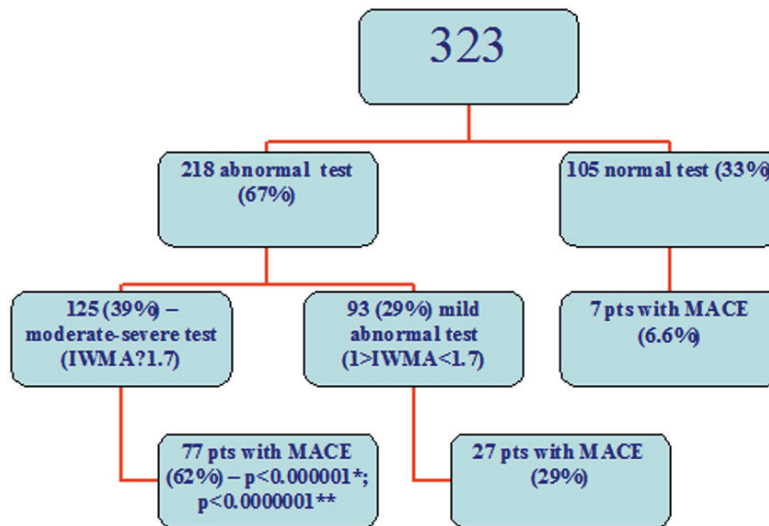 323
218 abnormal test
(67%)
105 normal test (33%)
125 (39%) –
moderate-severe test
(IWMA?1.7)
93 (29%) mild
abnormal test
(1>IWMA<1.7)
7 pts with MACE
(6.6%)
77 pts with MACE
(62%) – p<0.000001*;
p<0.0000001**
27 pts with MACE
(29%)